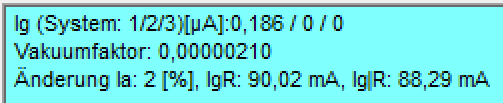 Ig (System: 1/2/3)[µA]:0,186 / 0 / 0
Vakuumfaktor: 0,00000210
Änderung Ia: 2 [%], IgR: 90,02 mA, Ig|R: 88,29 mA